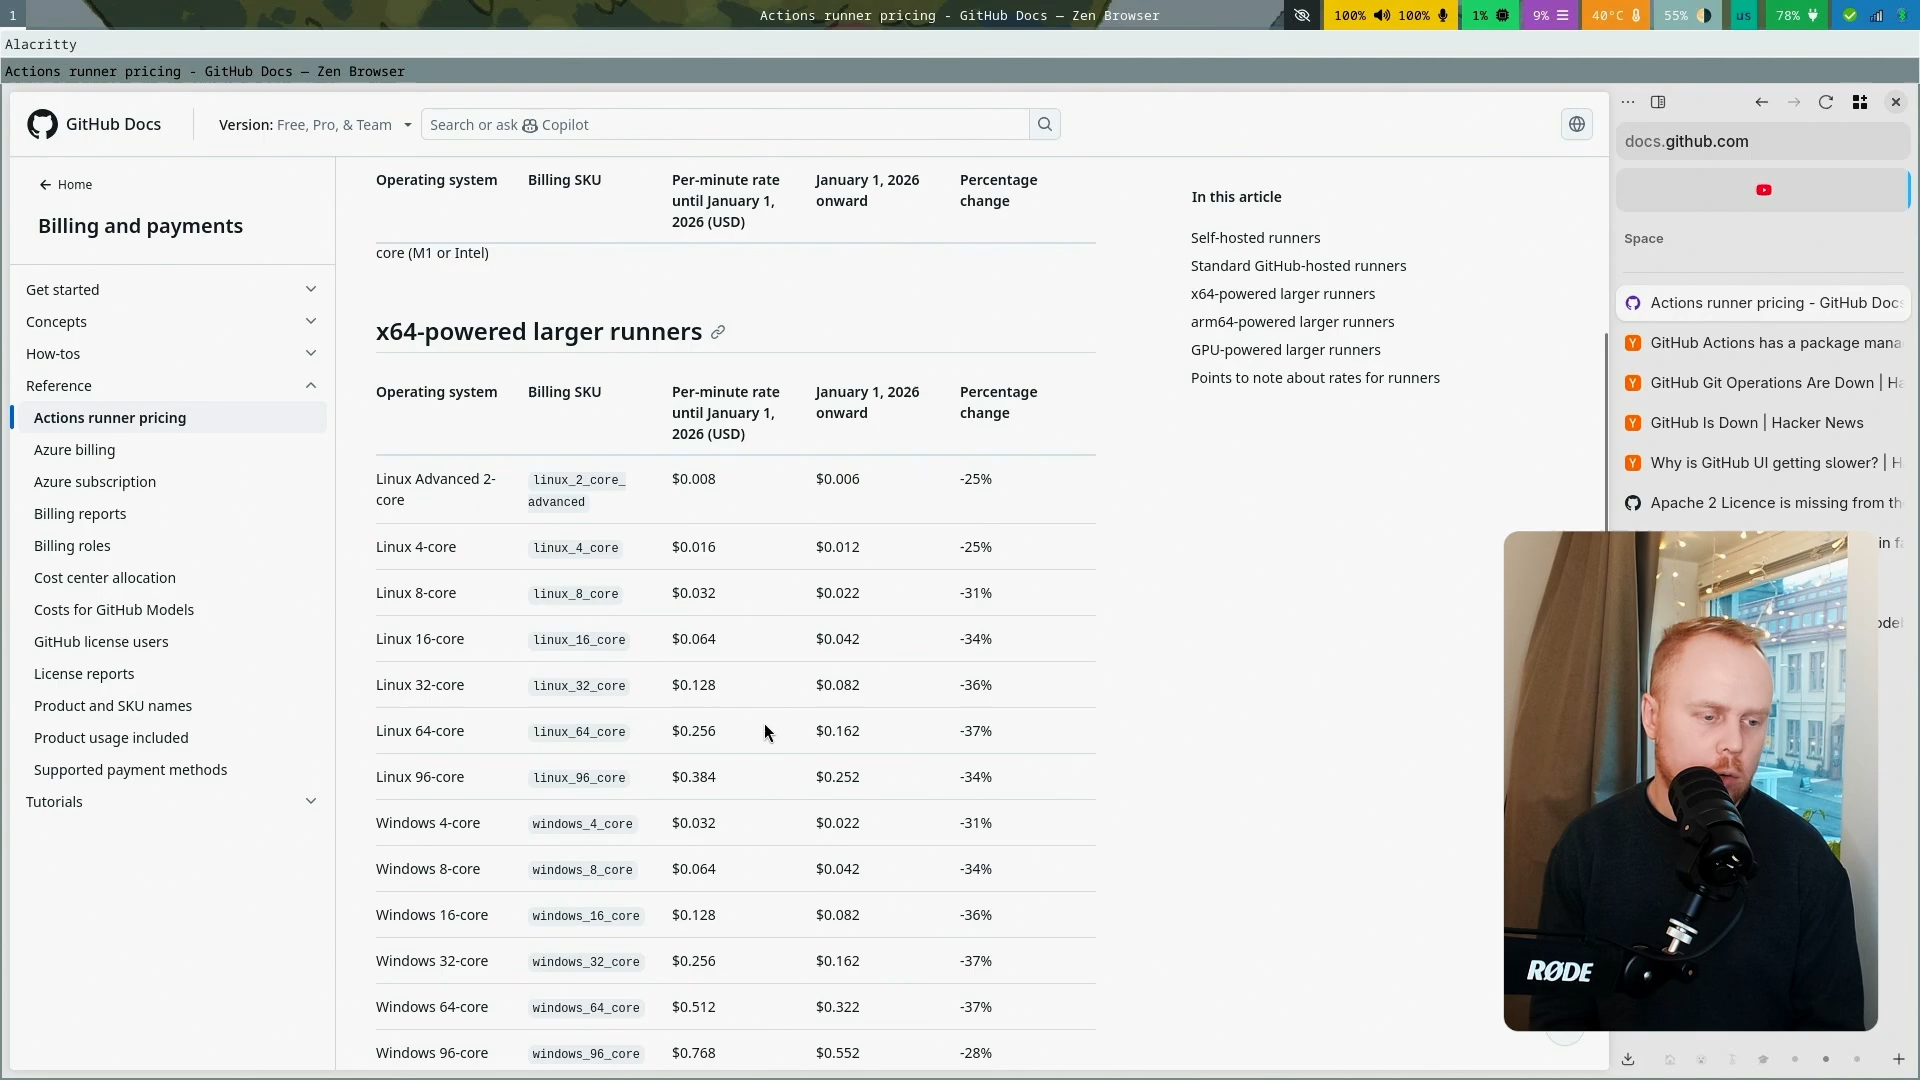 1
Actions runner pricing - GitHub Docs — Zen Browser
100% 100% 1% 9% 40°C 55% us 78%
Alacritty
Actions runner pricing - GitHub Docs — Zen Browser
GitHub Docs
Version: Free, Pro, & Team
Search or ask Copilot
docs.github.com
Space
Actions runner pricing - GitHub Docs
GitHub Actions has a package mana
GitHub Git Operations Are Down | Ha
GitHub Is Down | Hacker News
Why is GitHub UI getting slower? | H
Apache 2 Licence is missing from th
in fa
odel
Home
Billing and payments
Get started
Concepts
How-tos
Reference
Actions runner pricing
Azure billing
Azure subscription
Billing reports
Billing roles
Cost center allocation
Costs for GitHub Models
GitHub license users
License reports
Product and SKU names
Product usage included
Supported payment methods
Tutorials
Operating system Billing SKU Per-minute rate until January 1, 2026 (USD) January 1, 2026 onward Percentage change
core (M1 or Intel)
x64-powered larger runners
Operating system Billing SKU Per-minute rate until January 1, 2026 (USD) January 1, 2026 onward Percentage change
Linux Advanced 2-core linux_2_core_advanced $0.008 $0.006 -25%
Linux 4-core linux_4_core $0.016 $0.012 -25%
Linux 8-core linux_8_core $0.032 $0.022 -31%
Linux 16-core linux_16_core $0.064 $0.042 -34%
Linux 32-core linux_32_core $0.128 $0.082 -36%
Linux 64-core linux_64_core $0.256 $0.162 -37%
Linux 96-core linux_96_core $0.384 $0.252 -34%
Windows 4-core windows_4_core $0.032 $0.022 -31%
Windows 8-core windows_8_core $0.064 $0.042 -34%
Windows 16-core windows_16_core $0.128 $0.082 -36%
Windows 32-core windows_32_core $0.256 $0.162 -37%
Windows 64-core windows_64_core $0.512 $0.322 -37%
Windows 96-core windows_96_core $0.768 $0.552 -28%
In this article
Self-hosted runners
Standard GitHub-hosted runners
x64-powered larger runners
arm64-powered larger runners
GPU-powered larger runners
Points to note about rates for runners
RØDE